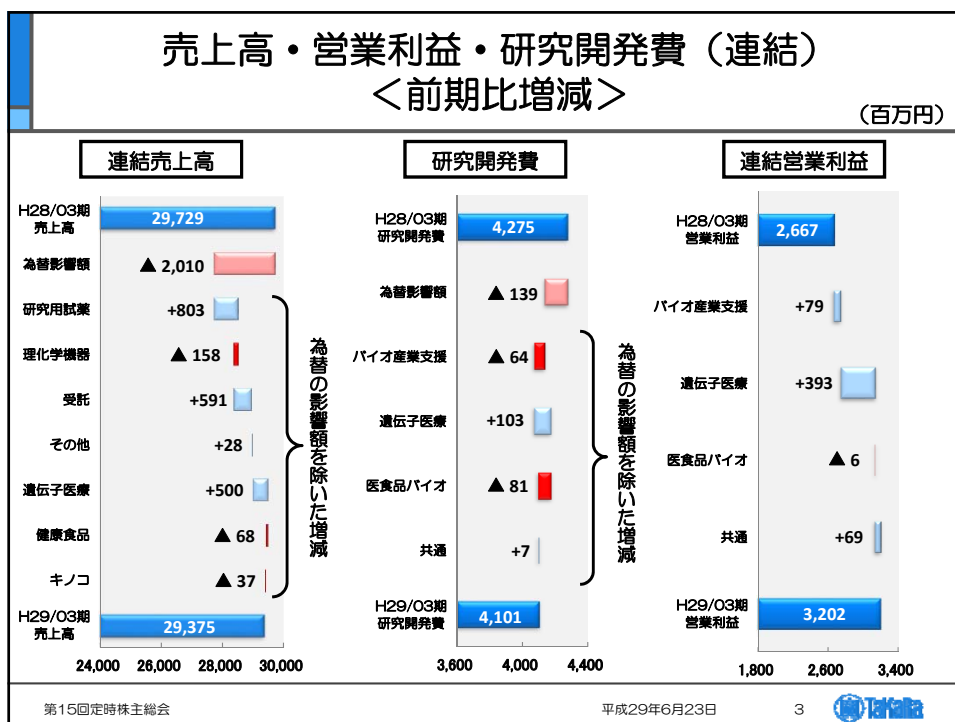 売上高・営業利益・研究開発費（連結）
＜前期比増減＞
（百万円）
連結売上高
H28/03期
売上高
29,729
為替影響額
▲ 2,010
研究用試薬
+803
理化学機器
▲ 158
受託
+591
その他
+28
遺伝子医療
+500
健康食品
▲ 68
キノコ
▲ 37
H29/03期
売上高
29,375
24,000 26,000 28,000 30,000
為替の影響額を除いた増減
研究開発費
H28/03期
研究開発費
4,275
為替影響額
▲ 139
バイオ産業支援
▲ 64
遺伝子医療
+103
医食品バイオ
▲ 81
共通
+7
H29/03期
研究開発費
4,101
3,600 4,000 4,400
為替の影響額を除いた増減
連結営業利益
H28/03期
営業利益
2,667
バイオ産業支援
+79
遺伝子医療
+393
医食品バイオ
▲ 6
共通
+69
H29/03期
営業利益
3,202
1,800 2,600 3,400
第15回定時株主総会
平成29年6月23日
3
TaKaRa